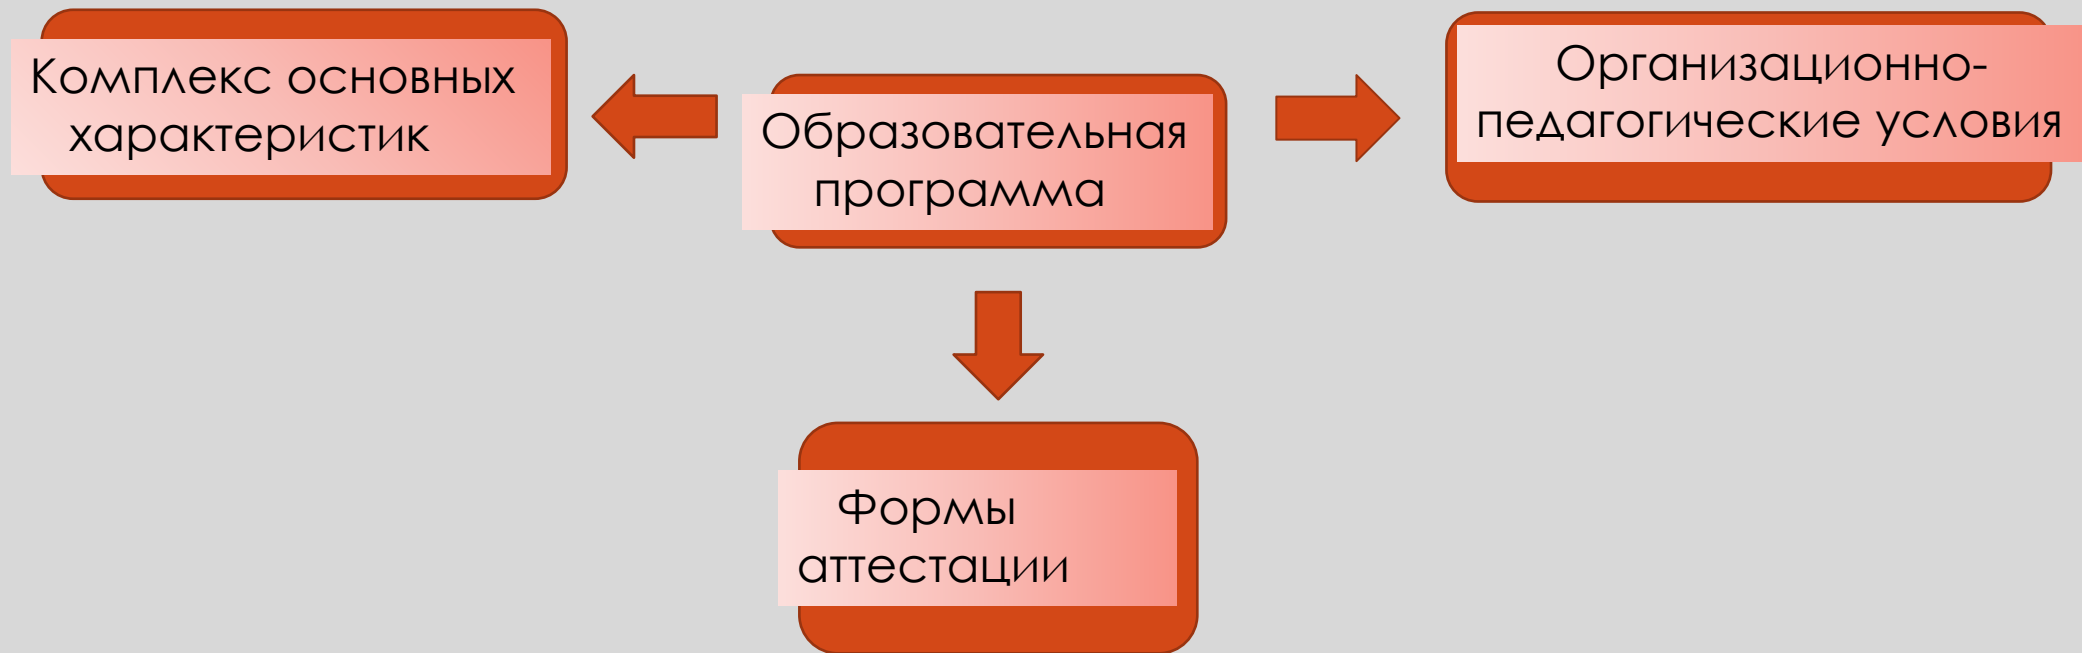 Комплекс основных
характеристик
Образовательная
программа
Организационно-
педагогические условия
Формы
аттестации